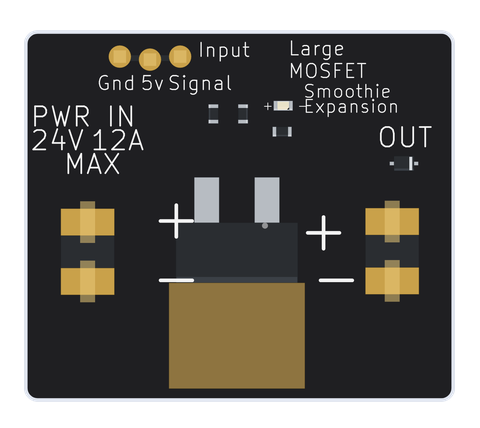 Input
Gnd 5v Signal
Large
MOSFET
Smoothie
+ - Expansion
PWR IN
24V 12A
MAX
OUT
+ +
- -